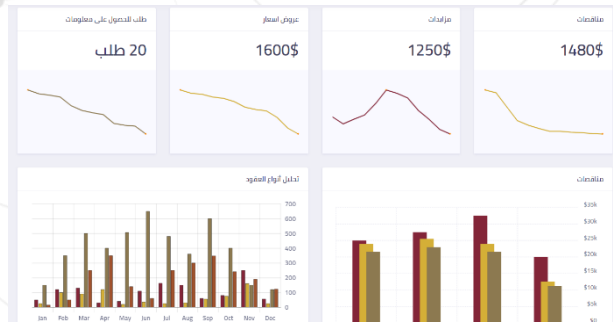 مناقصات
1480$
مزايدات
1250$
عروض اسعار
1600$
طلب للحصول على معلومات
20 طلب
مناقصات
$35k
$30k
$25k
$20k
$15k
$10k
$5k
$0
تحليل أنواع العقود
700
600
500
400
300
200
100
0
Jan Feb Mar Apr May Jun Jul Aug Sep Oct Nov Dec